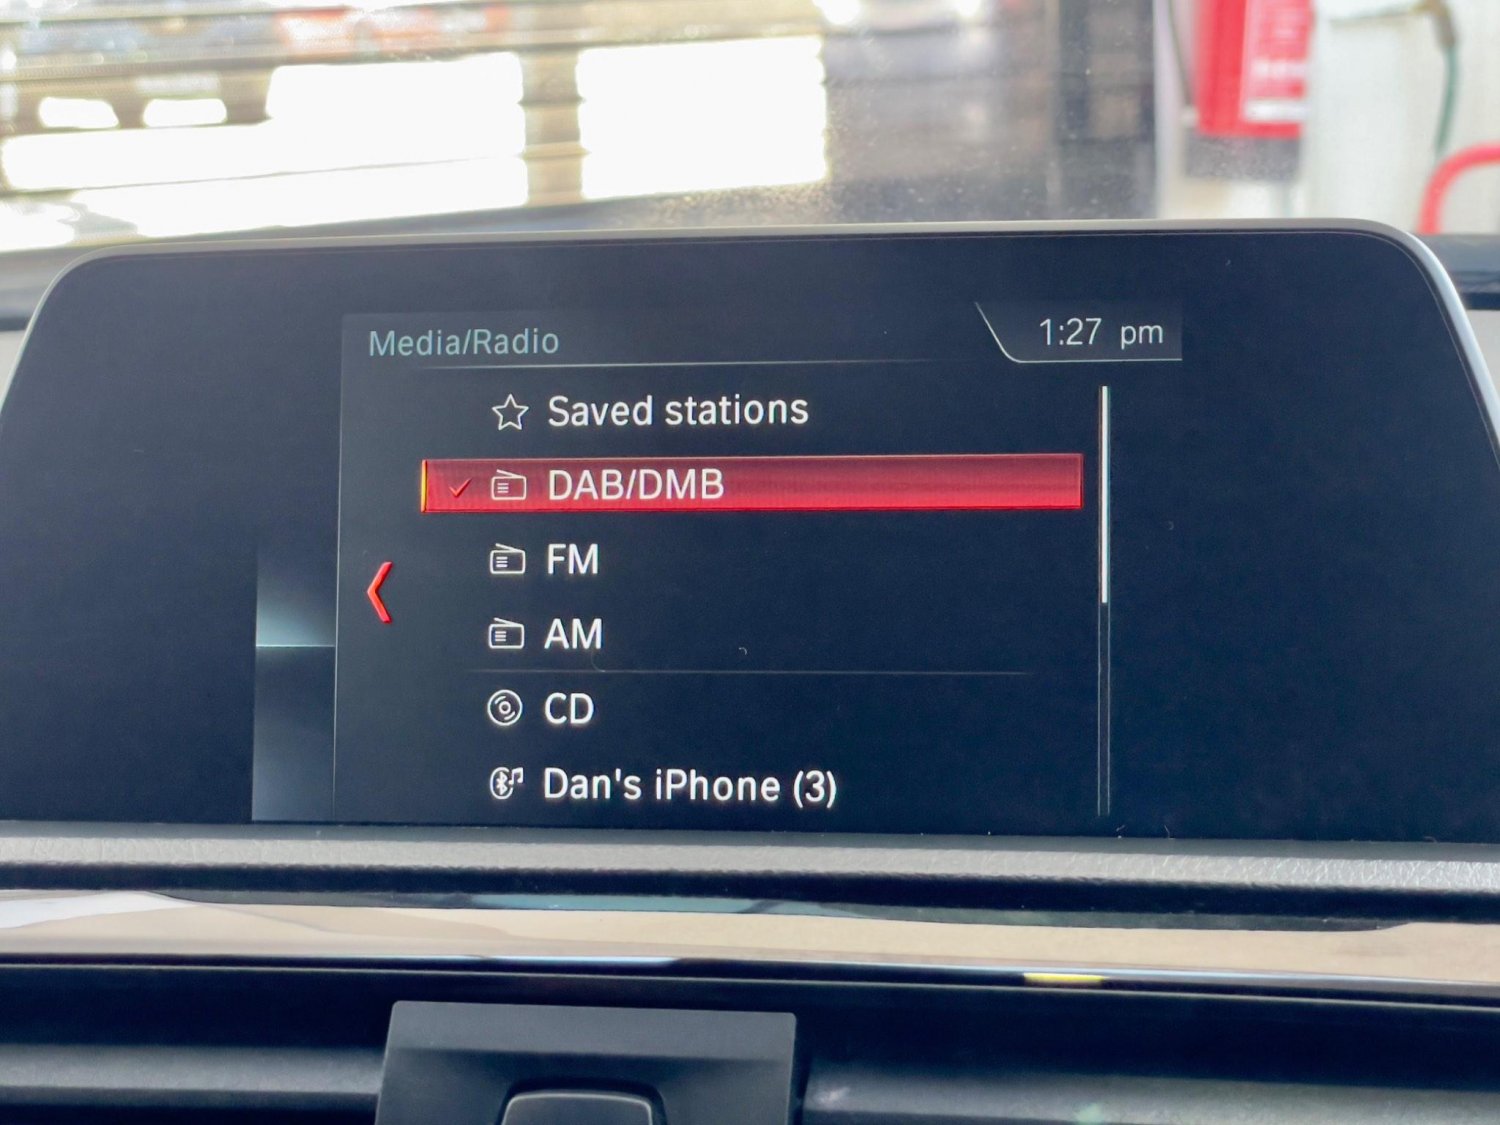 Media/Radio
1:27 pm
Saved stations
DAB/DMB
FM
AM
CD
Dan's iPhone (3)